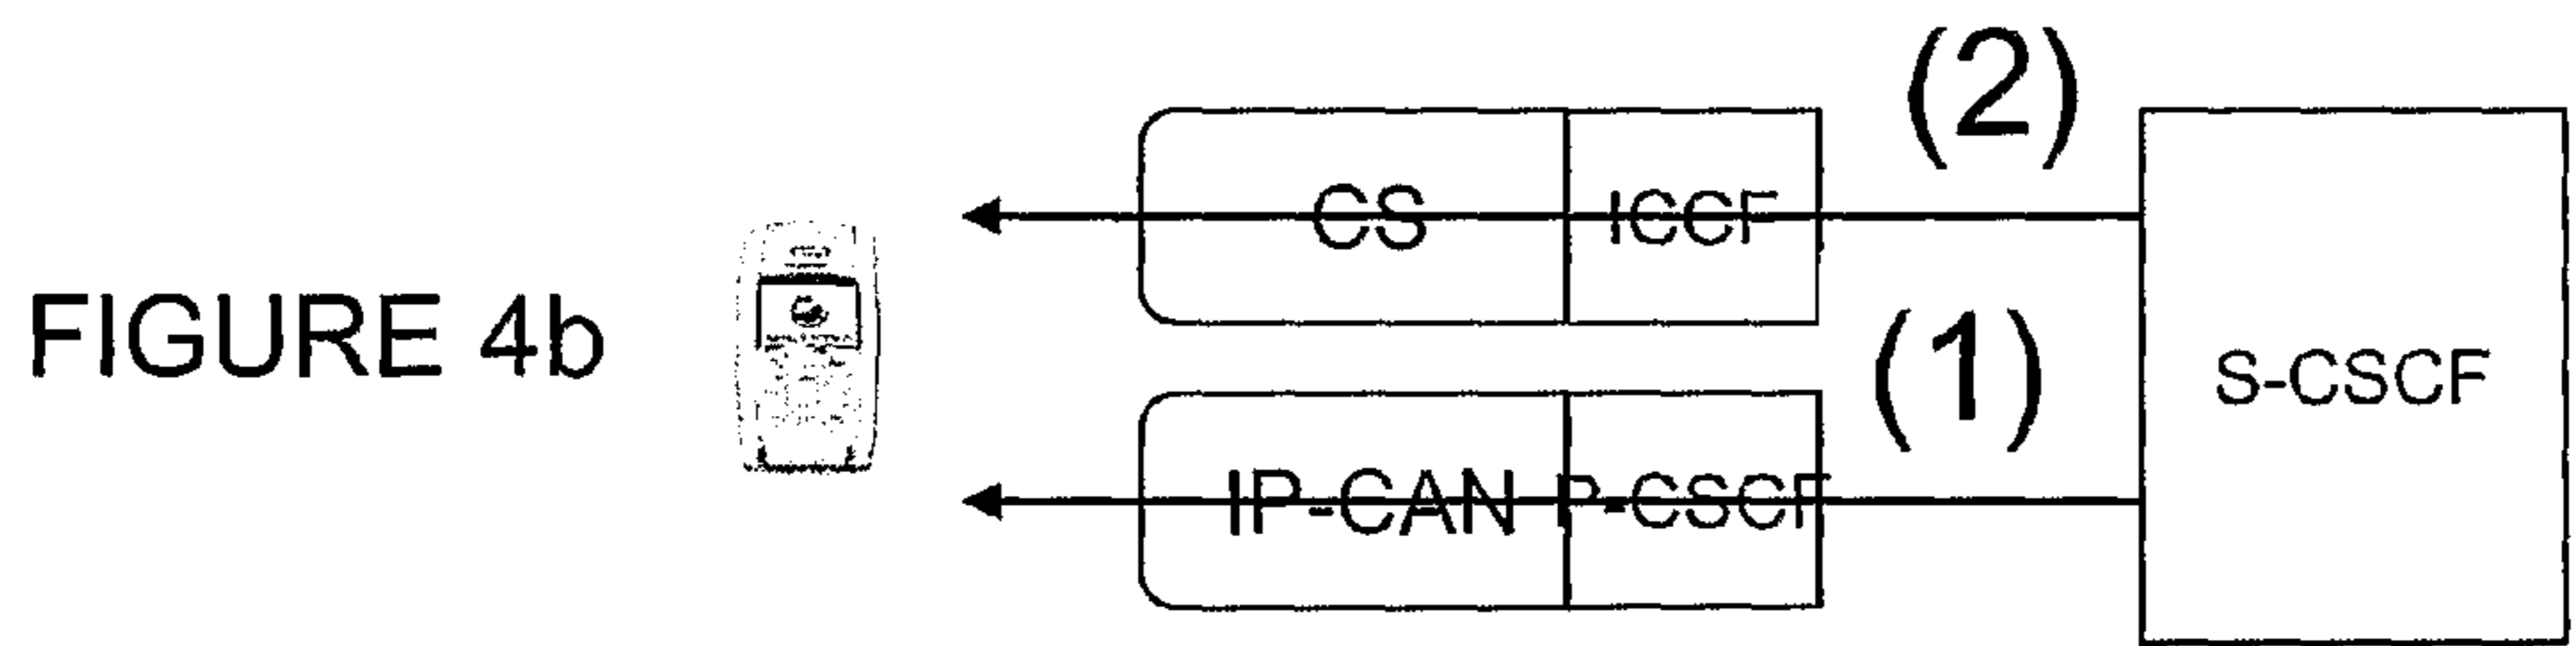 FIGURE 4b
CS
ICCF
(2)
IP-CAN
P-CSCF
(1)
S-CSCF